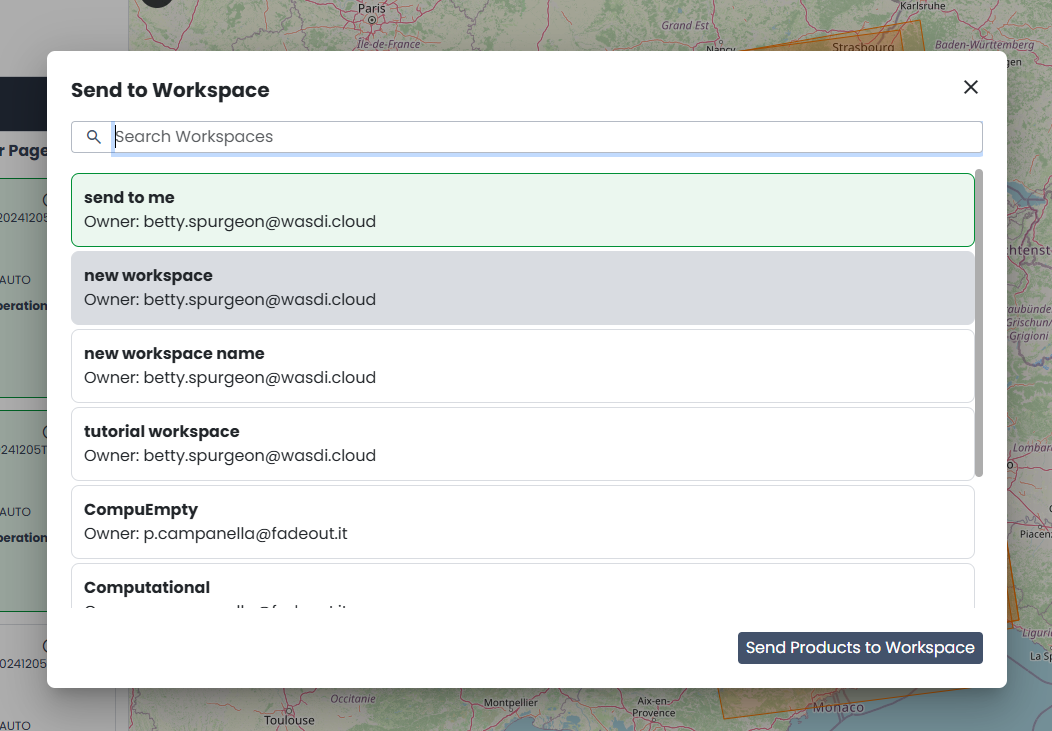 Paris
Karlsruhe
Île-de-France
Grand Est
Nancy
Strasbourg
Baden-Württemberg
Send to Workspace
Search Workspaces
r Page
send to me
Owner: betty.spurgeon@wasdi.cloud
20241205
new workspace
Owner: betty.spurgeon@wasdi.cloud
AUTO
peration
new workspace name
Owner: betty.spurgeon@wasdi.cloud
Grischun/
Grigioni
tutorial workspace
Owner: betty.spurgeon@wasdi.cloud
241205T
CompuEmpty
Owner: p.campanella@fadeout.it
AUTO
peration
Piacenz
Computational
Send Products to Workspace
20241205
Liguri
La Sp
Occitanie
Montpellier
Aix-en-
Provence
Monaco
Toulouse
AUTO